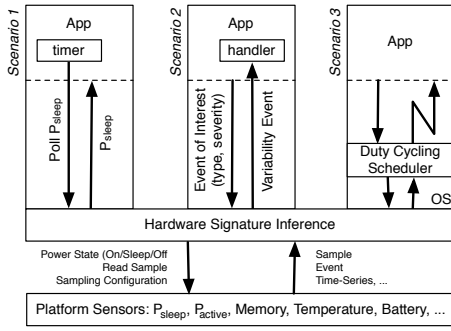 Scenario 1
App
timer
Poll Psleep
Psleep
Scenario 2
App
handler
Event of Interest
(type, severity)
Variability Event
Scenario 3
App
Duty Cycling
Scheduler
OS
Hardware Signature Inference
Power State (On/Sleep/Off
Read Sample
Sampling Configuration
Sample
Event
Time-Series, ...
Platform Sensors: Psleep, Pactive, Memory, Temperature, Battery, ...